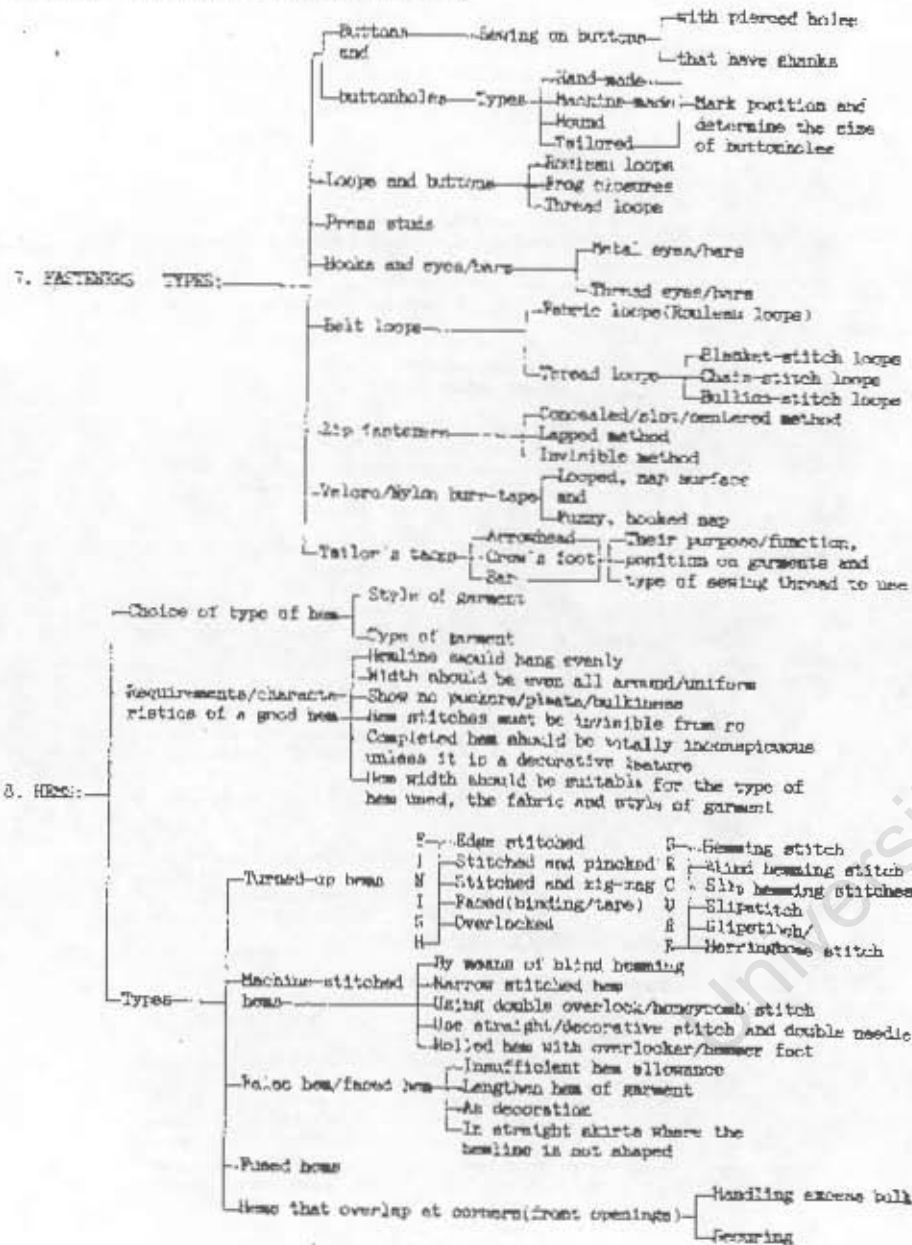 with pierced holes
Buttons
Sewing on buttons
and
that have shanks
Hand-made
buttonholes
Types
Machine-made
Mark position and
determine the size
Tailored
of buttonholes
Rouleau loops
Loops and buttons
Frog closures
Thread loops
Press studs
Hooks and eyes/bars
Metal eyes/bars
7. FASTENERS TYPES:
Thread eyes/bars
Fabric loops(Rouleau loops)
Belt loops
Blanket-stitch loops
Thread loops
Chain-stitch loops
Bullion-stitch loops
Concealed/slot/centered method
Zip fasteners
Lapped method
Invisible method
Looped, nap surface
Velcro/Nylon burr-tape
and
Fuzzy, hooked nap
Arrowhead
Their purpose/function,
Tailor's tacks
Crow's foot
position on garments and
Bar
type of sewing thread to use
Style of garment
Choice of type of hem
Type of garment
Hemline should hang evenly
Width should be even all around/uniform
Requirements/characte-
Show no puckers/pleats/bulkiness
ristics of a good hem
Hem stitches must be invisible from
Completed hem should be totally inconspicuous
unless it is a decorative feature
8. HEMS:
Hem width should be suitable for the type of
hem used, the fabric and style of garment
Edge stitched
Hemming stitch
Stitched and pincked
Blind hemming stitch
Turned-up hems
Stitched and zig-zag
Slip hemming stitches
Faced(binding/tape)
Slipstitch
Overlocked
Herringbone stitch
By means of blind hemming
Machine-stitched
Narrow stitched hem
Types
hems
Using double overlock/honeycomb stitch
Use straight/decorative stitch and double needle
Rolled hem with overlocker/hemmer foot
Insufficient hem allowance
False hem/faced hem
Lengthen hem of garment
As decoration
In straight skirts where the
hemline is not shaped
Fused hems
Handling excess bulk
Hems that overlap at corners(front openings)
Securing